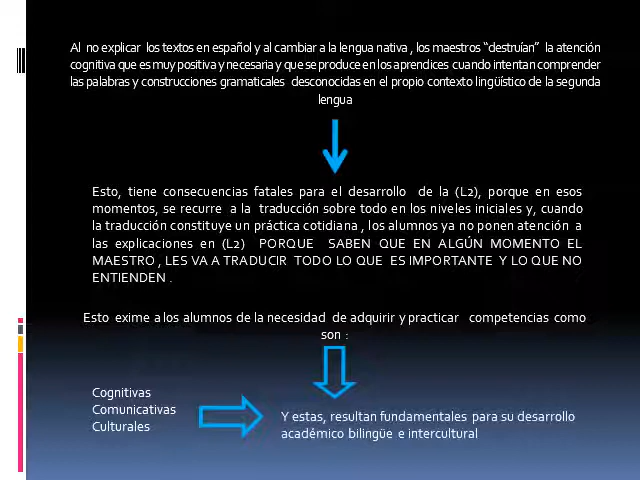 Al no explicar los textos en español y al cambiar a la lengua nativa , los maestros “destruían” la atención
cognitiva que es muy positiva y necesaria y que se produce en los aprendices cuando intentan comprender
las palabras y construcciones gramaticales desconocidas en el propio contexto lingüístico de la segunda
lengua
Esto, tiene consecuencias fatales para el desarrollo de la (L2), porque en esos
momentos, se recurre a la traducción sobre todo en los niveles iniciales y, cuando
la traducción constituye un práctica cotidiana , los alumnos ya no ponen atención a
las explicaciones en (L2) PORQUE SABEN QUE EN ALGÚN MOMENTO EL
MAESTRO , LES VA A TRADUCIR TODO LO QUE ES IMPORTANTE Y LO QUE NO
ENTIENDEN .
Esto exime a los alumnos de la necesidad de adquirir y practicar competencias como
son :
Cognitivas
Comunicativas
Culturales
Y estas, resultan fundamentales para su desarrollo
académico bilingüe e intercultural